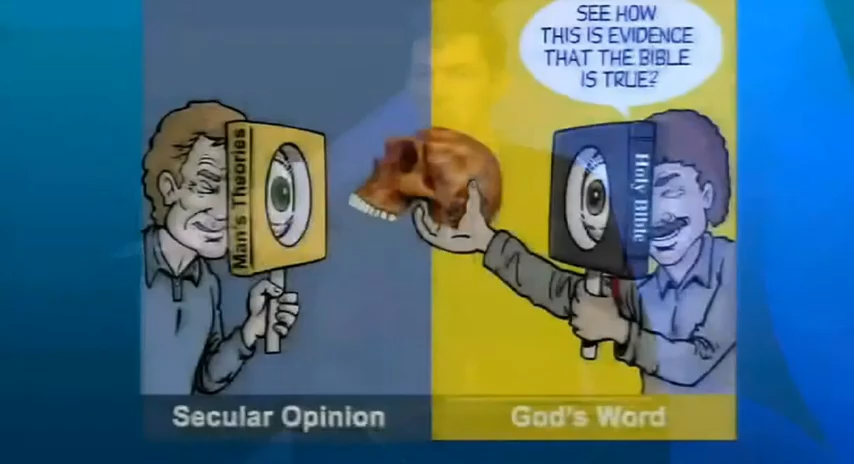 SEE HOW
THIS IS EVIDENCE
THAT THE BIBLE
IS TRUE?
Man's Theories
Holy Bible
Secular Opinion
God's Word